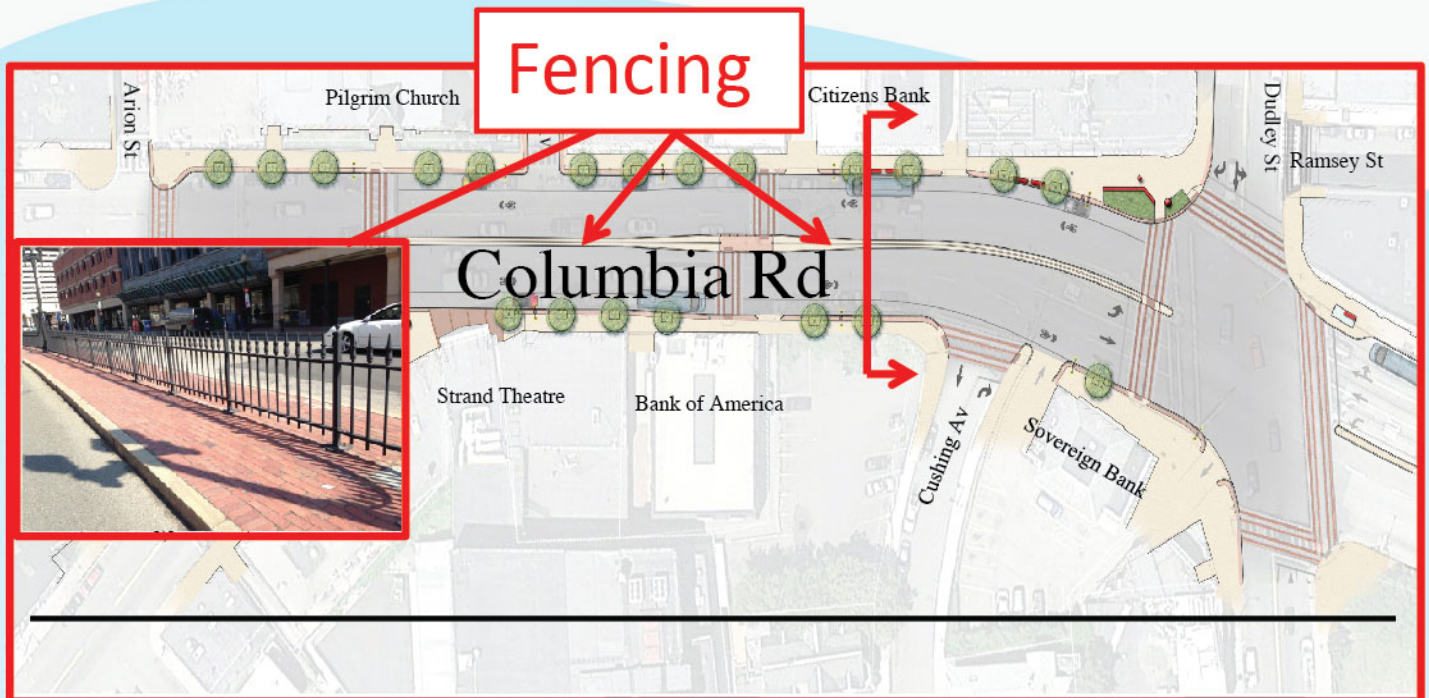 Fencing
Arion St
Pilgrim Church
Citizens Bank
Dudley St
Ramsey St
Columbia Rd
Strand Theatre
Bank of America
Cushing Av
Sovereign Bank